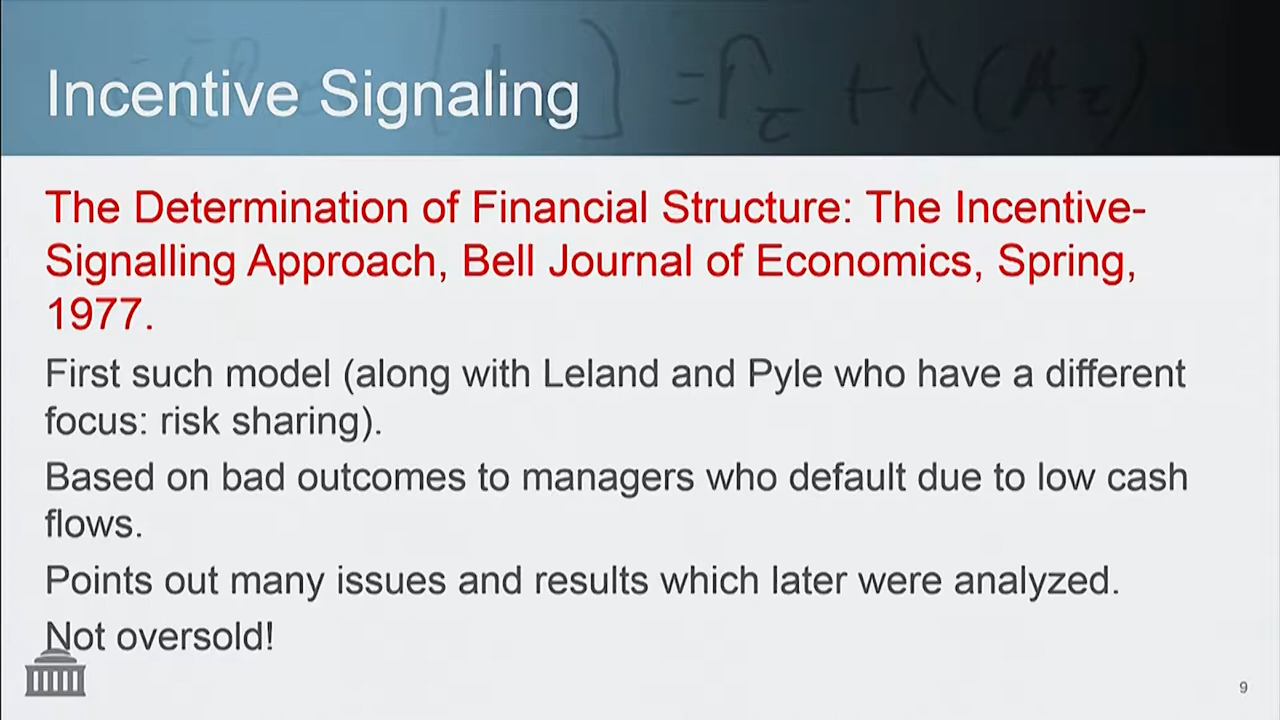 Incentive Signaling
The Determination of Financial Structure: The Incentive-
Signalling Approach, Bell Journal of Economics, Spring,
1977.
First such model (along with Leland and Pyle who have a different
focus: risk sharing).
Based on bad outcomes to managers who default due to low cash
flows.
Points out many issues and results which later were analyzed.
Not oversold!
9